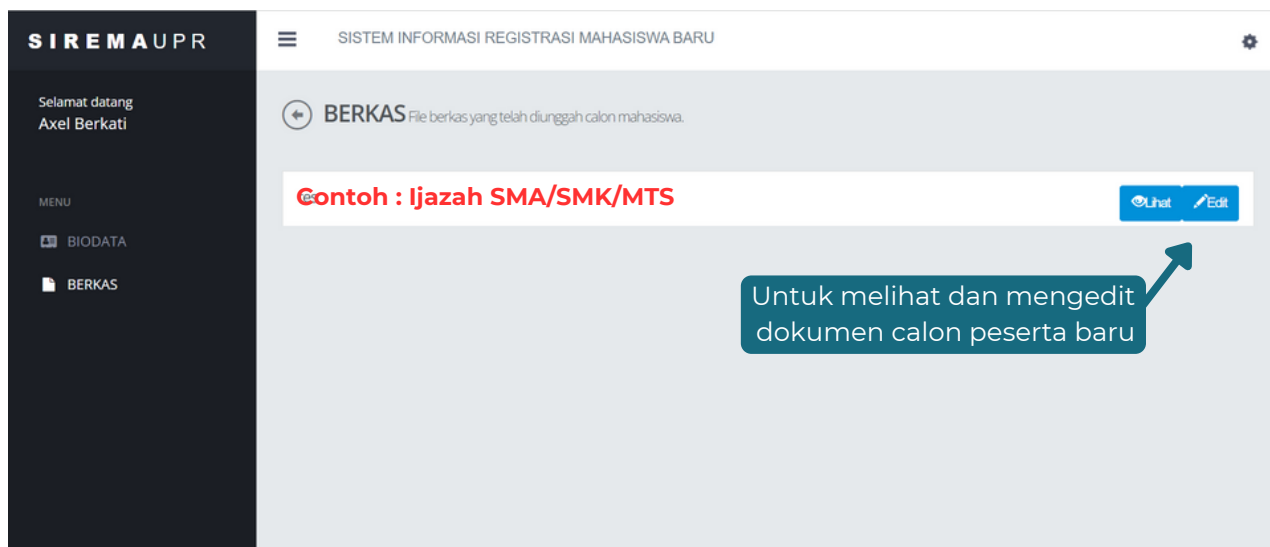 SIREMAUPR
SISTEM INFORMASI REGISTRASI MAHASISWA BARU
Selamat datang
Axel Berkati
BERKAS File berkas yang telah diunggah calon mahasiswa.
MENU
BIODATA
BERKAS
Contoh : Ijazah SMA/SMK/MTS
Lihat Edit
Untuk melihat dan mengedit
dokumen calon peserta baru